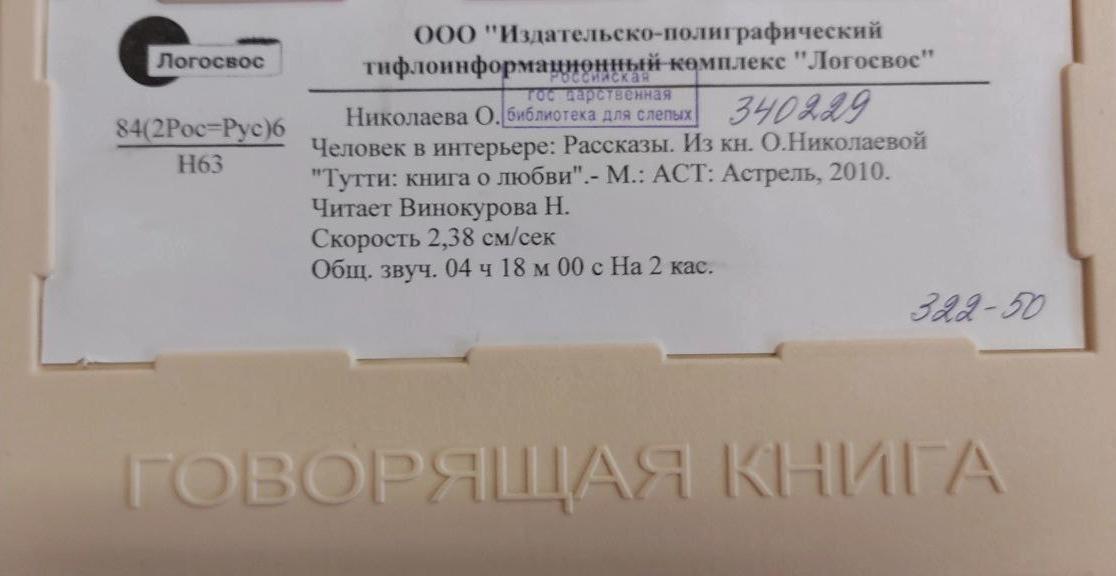 Логосвос
ООО "Издательско-полиграфический
тифлоинформационный комплекс "Логосвос"
Российская
гос дарственная
библиотека для слепых
340229
84(2Рос=Рус)6
Н63
Николаева О.
Человек в интерьере: Рассказы. Из кн. О.Николаевой
"Тутти: книга о любви".- М.: АСТ: Астрель, 2010.
Читает Винокурова Н.
Скорость 2,38 см/сек
Общ. звуч. 04 ч 18 м 00 с На 2 кас.
322-50
ГОВОРЯЩАЯ КНИГА